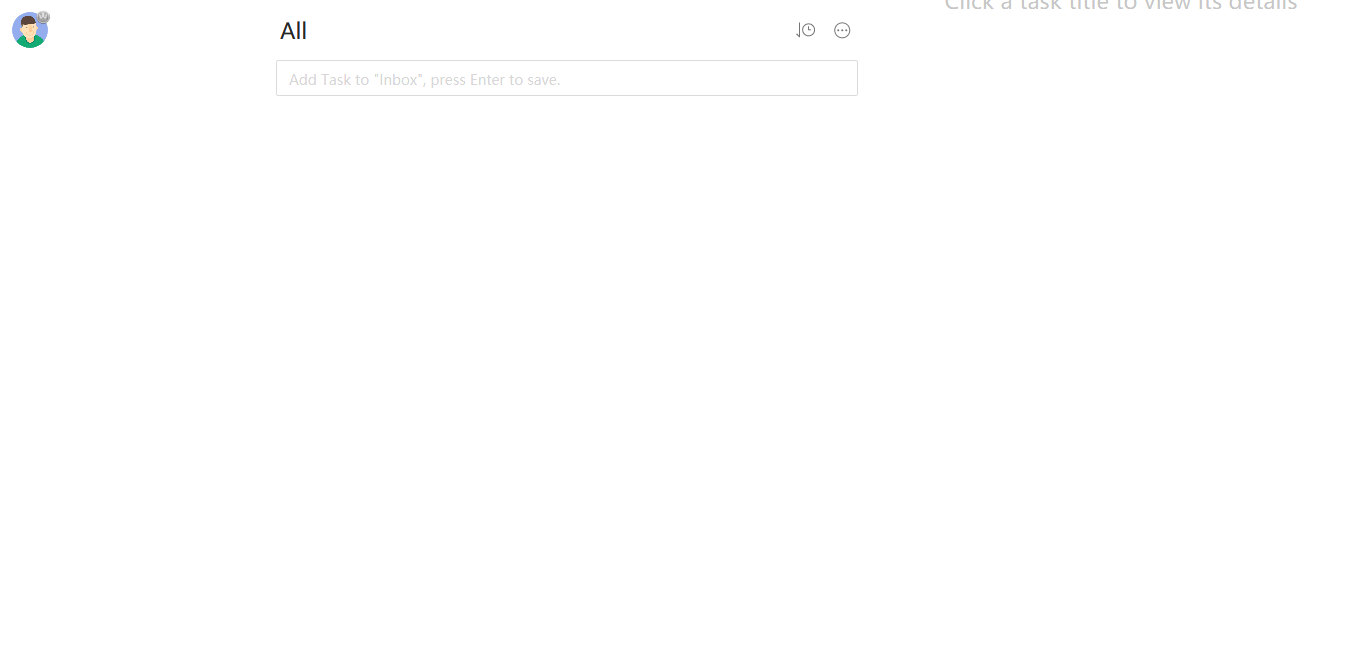 Click a task title to view its details
All
Add Task to "Inbox", press Enter to save.